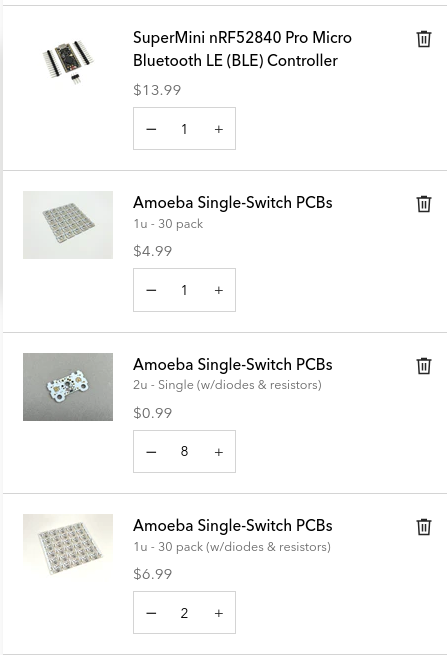 SuperMini nRF52840 Pro Micro
Bluetooth LE (BLE) Controller
$13.99
− 1 +
Amoeba Single-Switch PCBs
1u - 30 pack
$4.99
− 1 +
Amoeba Single-Switch PCBs
2u - Single (w/diodes & resistors)
$0.99
− 8 +
Amoeba Single-Switch PCBs
1u - 30 pack (w/diodes & resistors)
$6.99
− 2 +